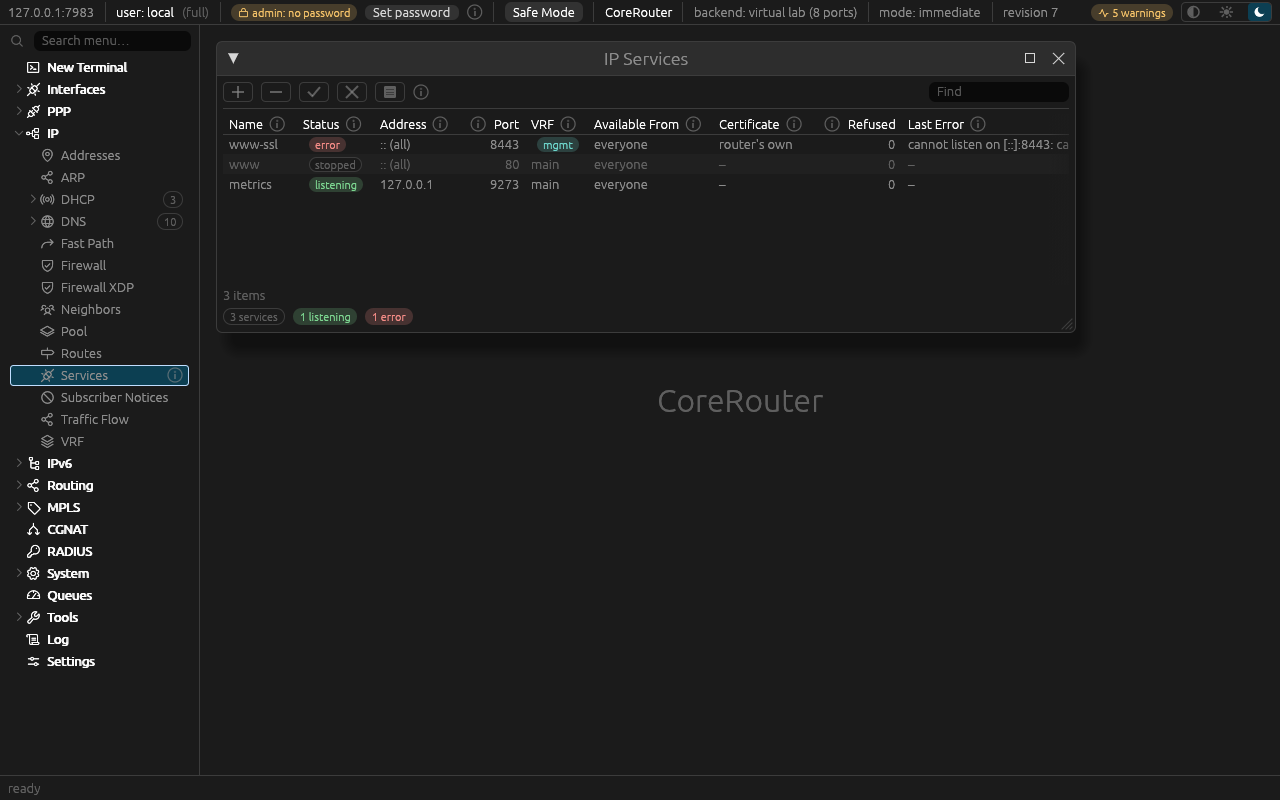 127.0.0.1:7983 user: local (full) admin: no password Set password Safe Mode CoreRouter backend: virtual lab (8 ports) mode: immediate revision 7 5 warnings
Search menu...
New Terminal
Interfaces
PPP
IP
Addresses
ARP
DHCP 3
DNS 10
Fast Path
Firewall
Firewall XDP
Neighbors
Pool
Routes
Services
Subscriber Notices
Traffic Flow
VRF
IPv6
Routing
MPLS
CGNAT
RADIUS
System
Queues
Tools
Log
Settings
IP Services
Find
Name Status Address Port VRF Available From Certificate Refused Last Error
www-ssl error :: (all) 8443 mgmt everyone router's own 0 cannot listen on [::]:8443: ca
www stopped :: (all) 80 main everyone – 0 –
metrics listening 127.0.0.1 9273 main everyone – 0 –
3 items
3 services 1 listening 1 error
CoreRouter
ready